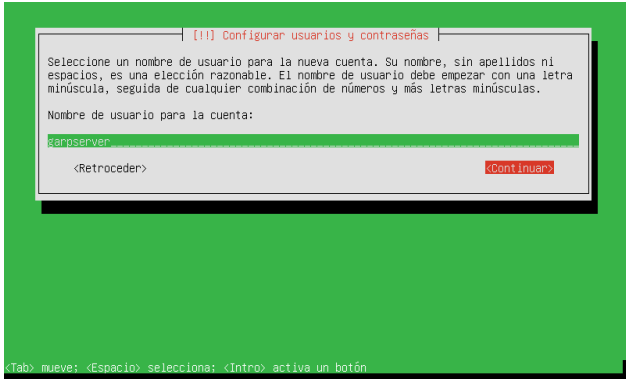 [!!] Configurar usuarios y contraseñas
Seleccione un nombre de usuario para la nueva cuenta. Su nombre, sin apellidos ni
espacios, es una elección razonable. El nombre de usuario debe empezar con una letra
minúscula, seguida de cualquier combinación de números y más letras minúsculas.
Nombre de usuario para la cuenta:
garpserver
<Retroceder> <Continuar>
<Tab> mueve; <Espacio> selecciona; <Intro> activa un botón